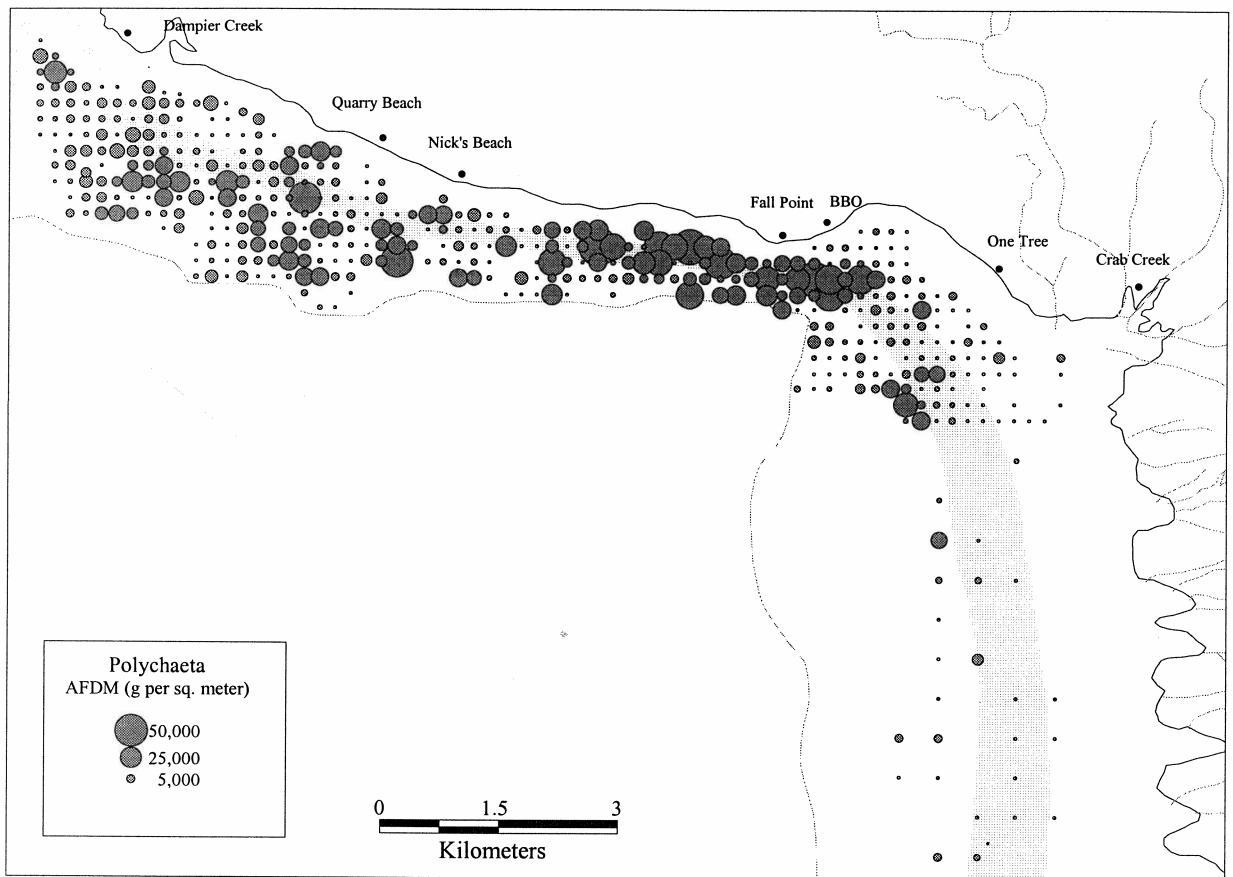 Dampier Creek
Quarry Beach
Nick's Beach
Fall Point
BBO
One Tree
Crab Creek
Polychaeta
AFDM (g per sq. meter)
50,000
25,000
5,000
0 1.5 3
Kilometers